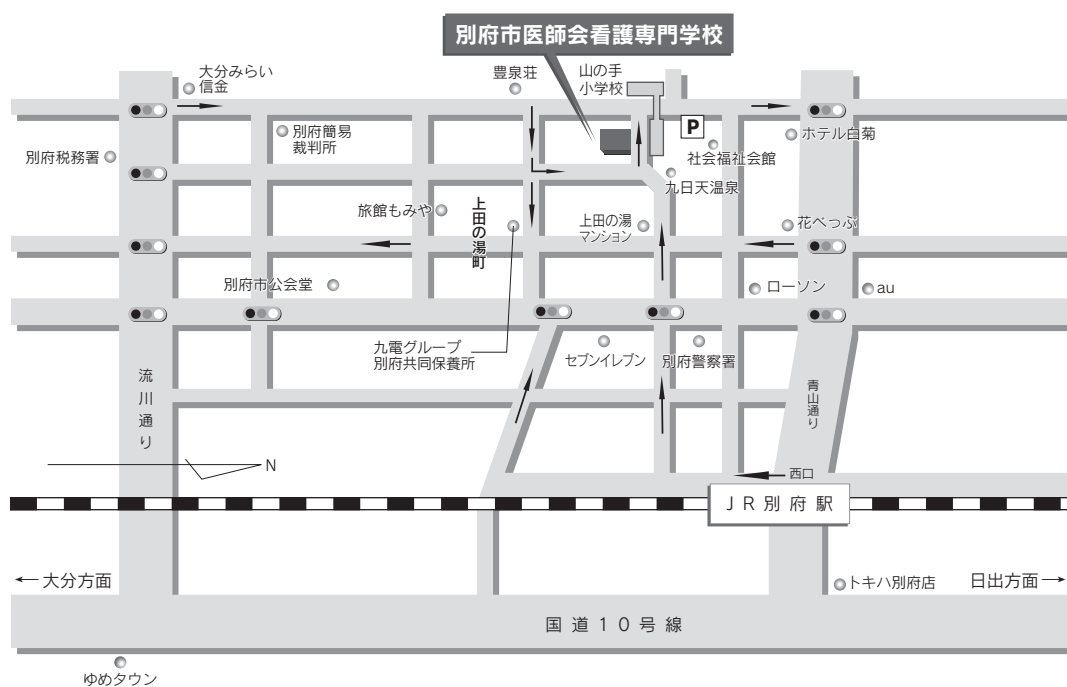 別府市医師会看護専門学校
大分みらい
信金
豊泉荘
山の手
小学校
P
別府簡易
裁判所
ホテル白菊
別府税務署
社会福祉会館
九日天温泉
旅館もみや
上田の湯町
上田の湯
マンション
花べっぷ
別府市公会堂
ローソン
au
九電グループ
別府共同保養所
セブンイレブン
別府警察署
流川通り
青山通り
N
西口
JR別府駅
←大分方面
トキハ別府店
日出方面→
国道10号線
ゆめタウン